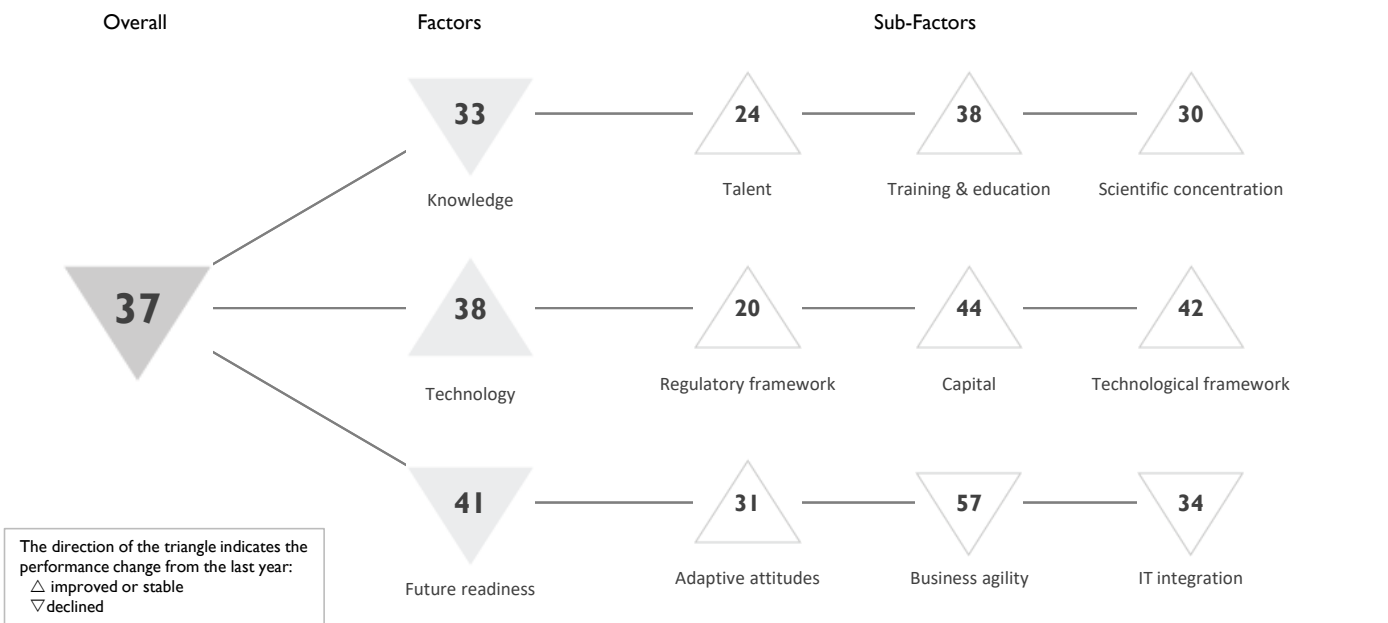 Overall
Factors
Sub-Factors
33
24
38
30
Knowledge
Talent
Training & education
Scientific concentration
37
38
20
44
42
Technology
Regulatory framework
Capital
Technological framework
41
31
57
34
Future readiness
Adaptive attitudes
Business agility
IT integration
The direction of the triangle indicates the
performance change from the last year:
△ improved or stable
▽ declined